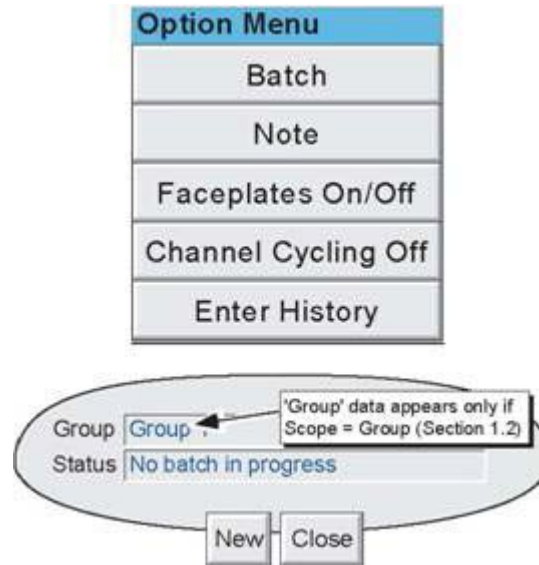 Option Menu
Batch
Note
Faceplates On/Off
Channel Cycling Off
Enter History
'Group' data appears only if
Scope = Group (Section 1.2)
Group Group
Status No batch in progress
New Close